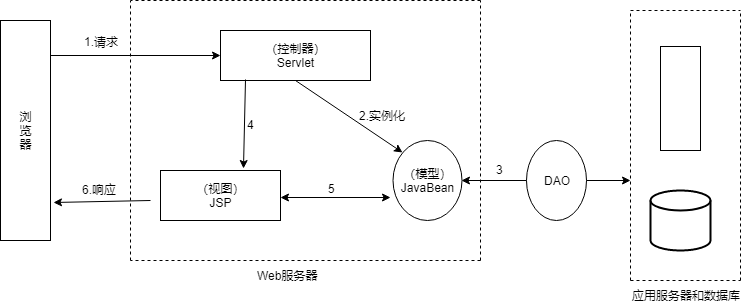 浏览器
1.请求
(控制器)
Servlet
2.实例化
4
(模型)
JavaBean
3
DAO
(视图)
JSP
5
6.响应
Web服务器
应用服务器和数据库